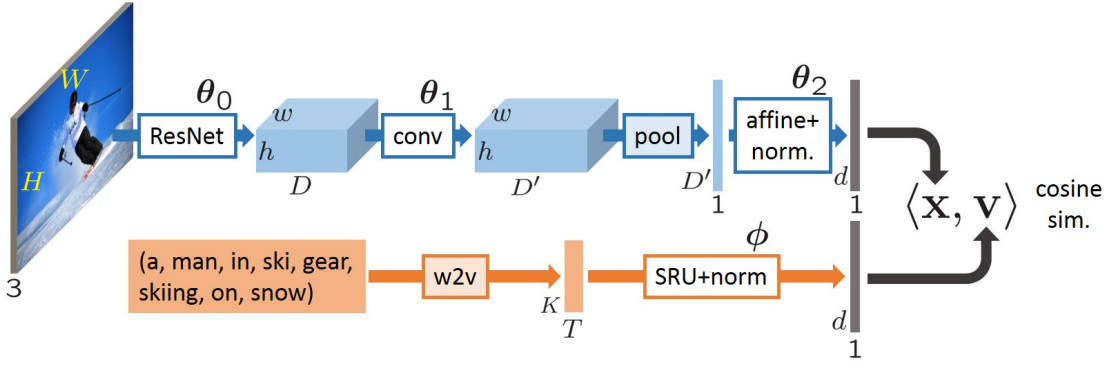 W
H
3
θ0
ResNet
w
h
D
θ1
conv
w
h
D′
pool
D′
1
θ2
affine+
norm.
d
1
⟨x, v⟩
cosine
sim.
(a, man, in, ski, gear,
skiing, on, snow)
w2v
K
T
ϕ
SRU+norm
d
1